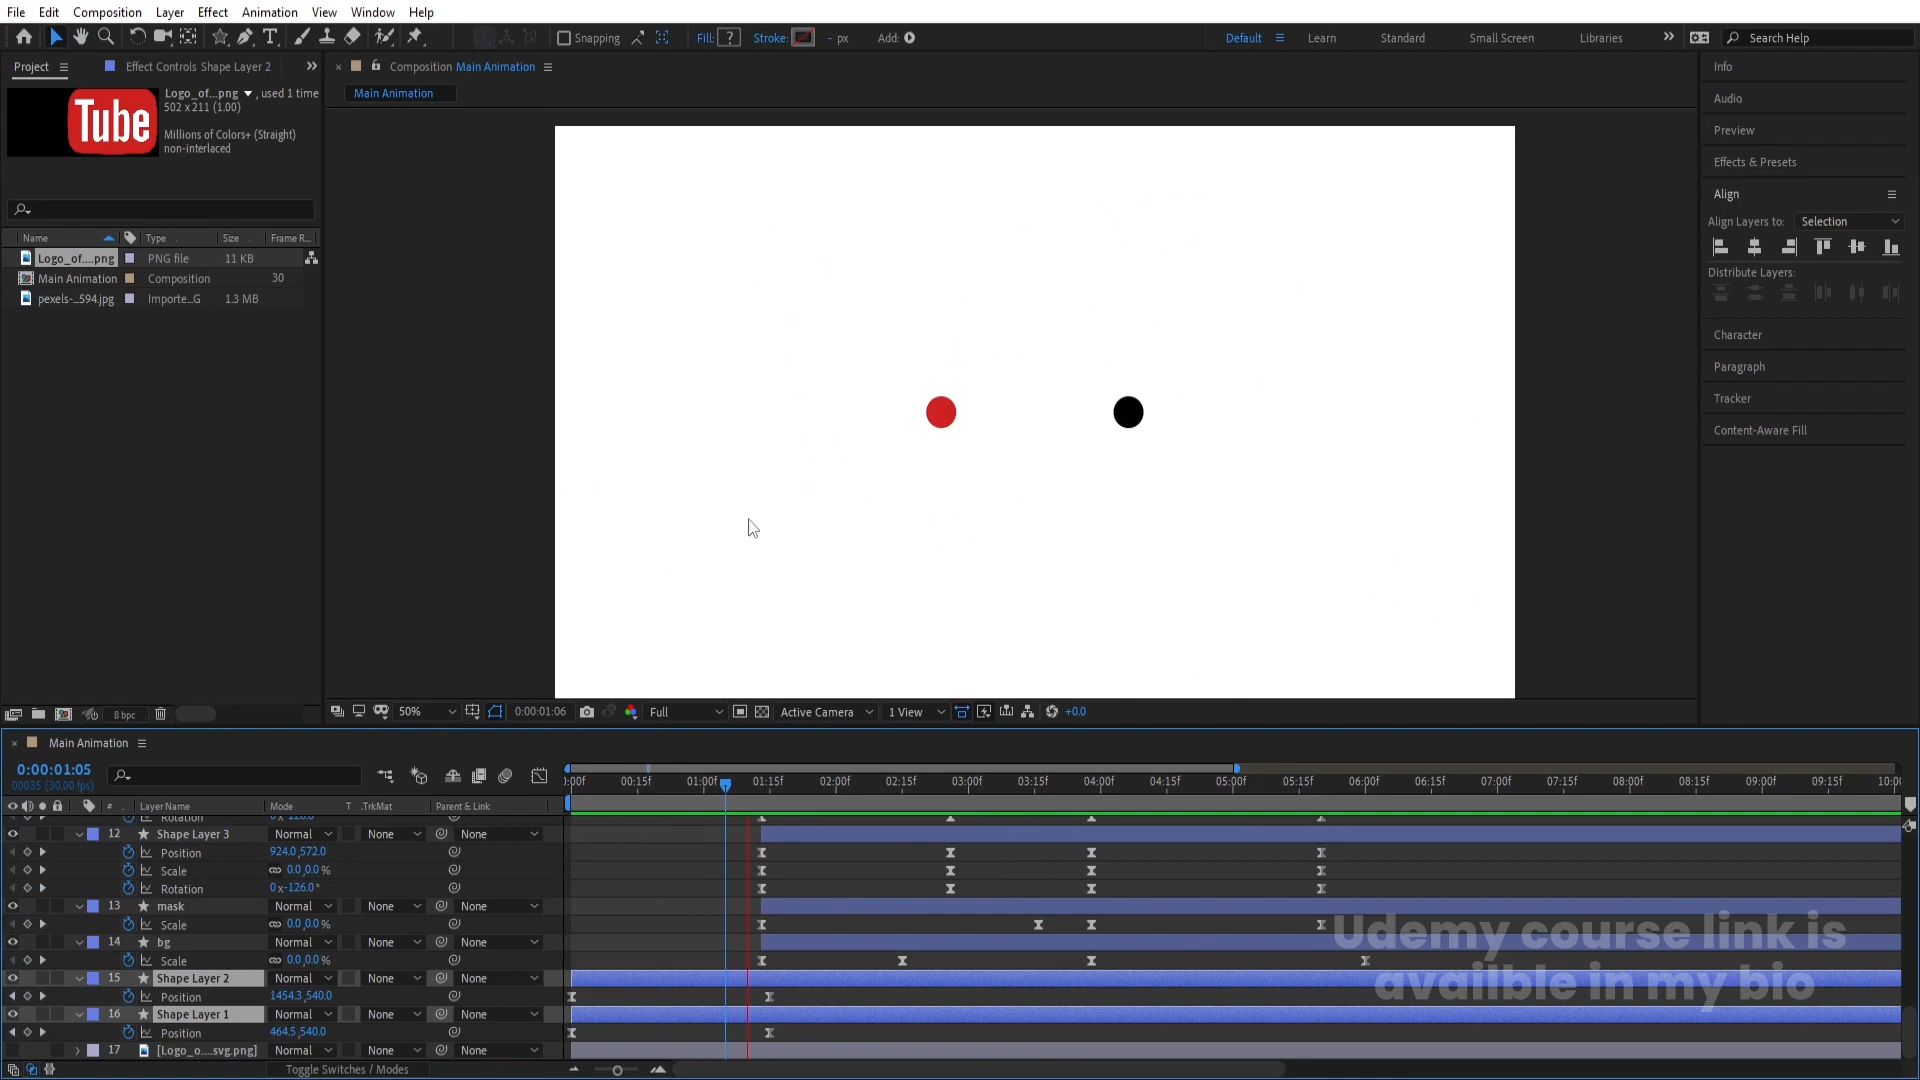 File Edit Composition Layer Effect Animation View Window Help
Snapping Fill: ? Stroke: - px Add: Default Learn Standard Small Screen Libraries Search Help
Project Effect Controls Shape Layer 2 Composition Main Animation Info
Logo_of...png , used 1 time
502 x 211 (1.00)
Tube
Millions of Colors+ (Straight)
non-interlaced
Main Animation
Audio
Preview
Effects & Presets
Align
Align Layers to: Selection
Distribute Layers:
Character
Paragraph
Tracker
Content-Aware Fill
Name Type Size Frame R...
Logo_of....png PNG file 11 KB
Main Animation Composition 30
pexels-...594.jpg Importe...G 1.3 MB
8 bpc 50% 0:00:01:06 Full Active Camera 1 View +0.0
Main Animation
0:00:01:05
00035 (30.00 fps)
:00f 00:15f 01:00f 01:15f 02:00f 02:15f 03:00f 03:15f 04:00f 04:15f 05:00f 05:15f 06:00f 06:15f 07:00f 07:15f 08:00f 08:15f 09:00f 09:15f 10:00
# Layer Name Mode T .TrkMat Parent & Link
Rotation
12 Shape Layer 3 Normal None None
Position 924.0,572.0
Scale 0.0,0.0%
Rotation 0x-126.0°
13 mask Normal None None
Scale 0.0,0.0%
14 bg Normal None None
Scale 0.0,0.0%
15 Shape Layer 2 Normal None None
Position 1454.3,540.0
16 Shape Layer 1 Normal None None
Position 464.5,540.0
17 [Logo_o....svg.png] Normal None None
Toggle Switches / Modes
Udemy course link is
availble in my bio